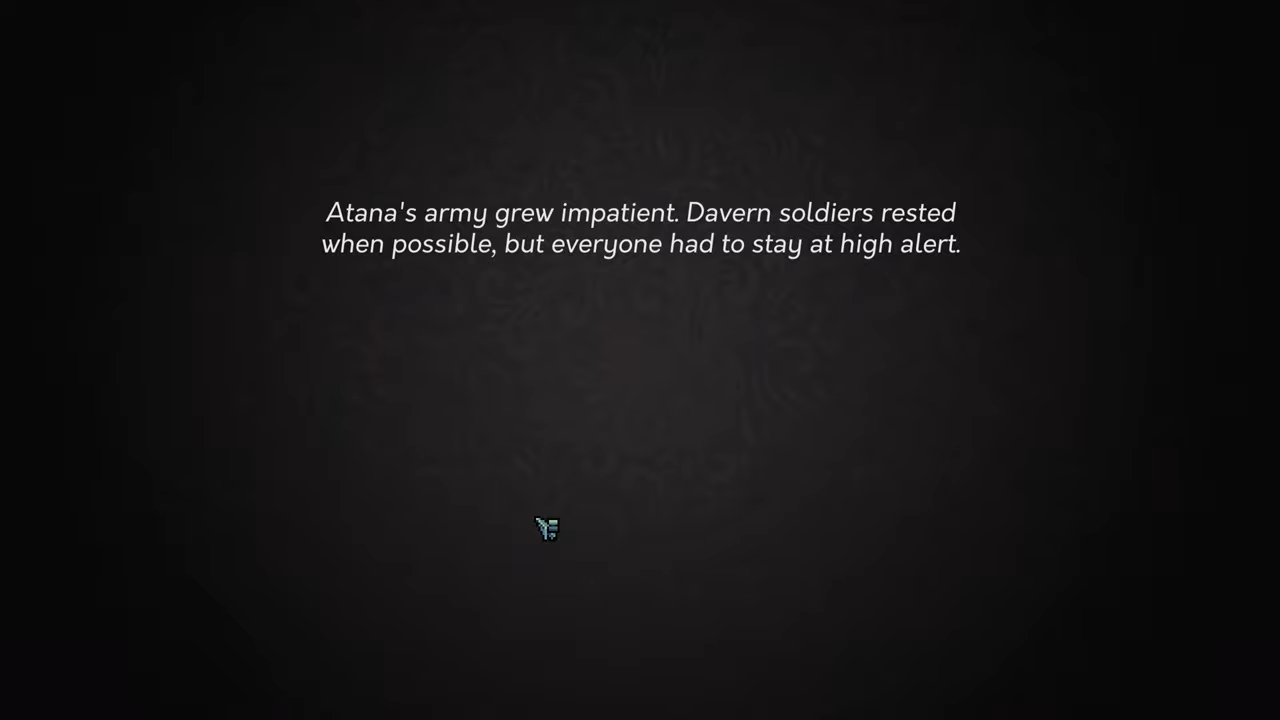 Atana's army grew impatient. Davern soldiers rested
when possible, but everyone had to stay at high alert.